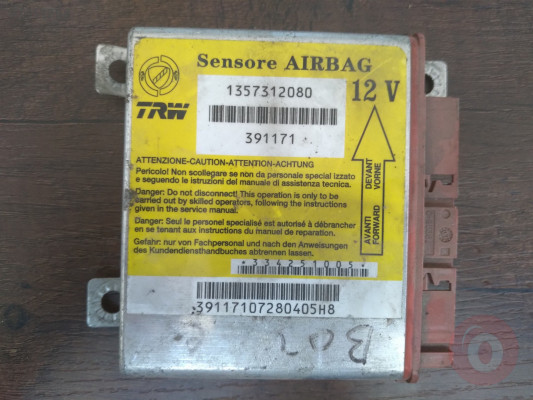 Sensore AIRBAG
1357312080
12 V
TRW
391171
ATTENZIONE-CAUTION-ATTENTION-ACHTUNG
Pericolo! Non scollegare se non da personale special izzato
e seguendo le istruzioni del manuale di assistenza tecnica.
Danger: Do not disconnect! This operation is only to be
carried out by skilled operators, following the instructions
given in the service manual.
Danger: Seul le personel specialisé est autorisé à débrancher
en se tenant aux instructions du manuel de reparation.
Gefahr: nur von Fachpersonal und nach den Anweisungen
des Kundendiensthandbuches abtrennen lassen.
AVANTI DEVANT
FORWARD VORNE
*334251005*
39117107280405H8